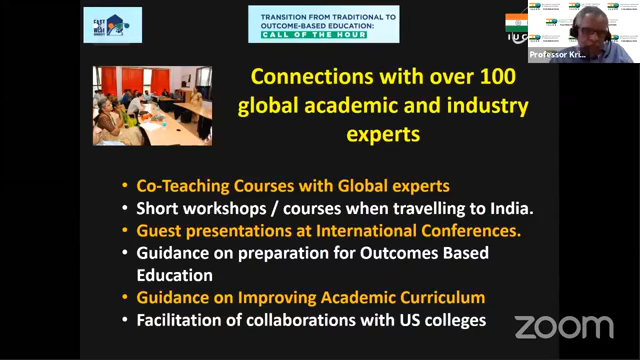 TRANSITION FROM TRADITIONAL TO
OUTCOME-BASED EDUCATION:
CALL OF THE HOUR
Professor Kri...
Connections with over 100
global academic and industry
experts
• Co-Teaching Courses with Global experts
• Short workshops / courses when travelling to India.
• Guest presentations at International Conferences.
• Guidance on preparation for Outcomes Based
Education
• Guidance on Improving Academic Curriculum
• Facilitation of collaborations with US colleges
zoom